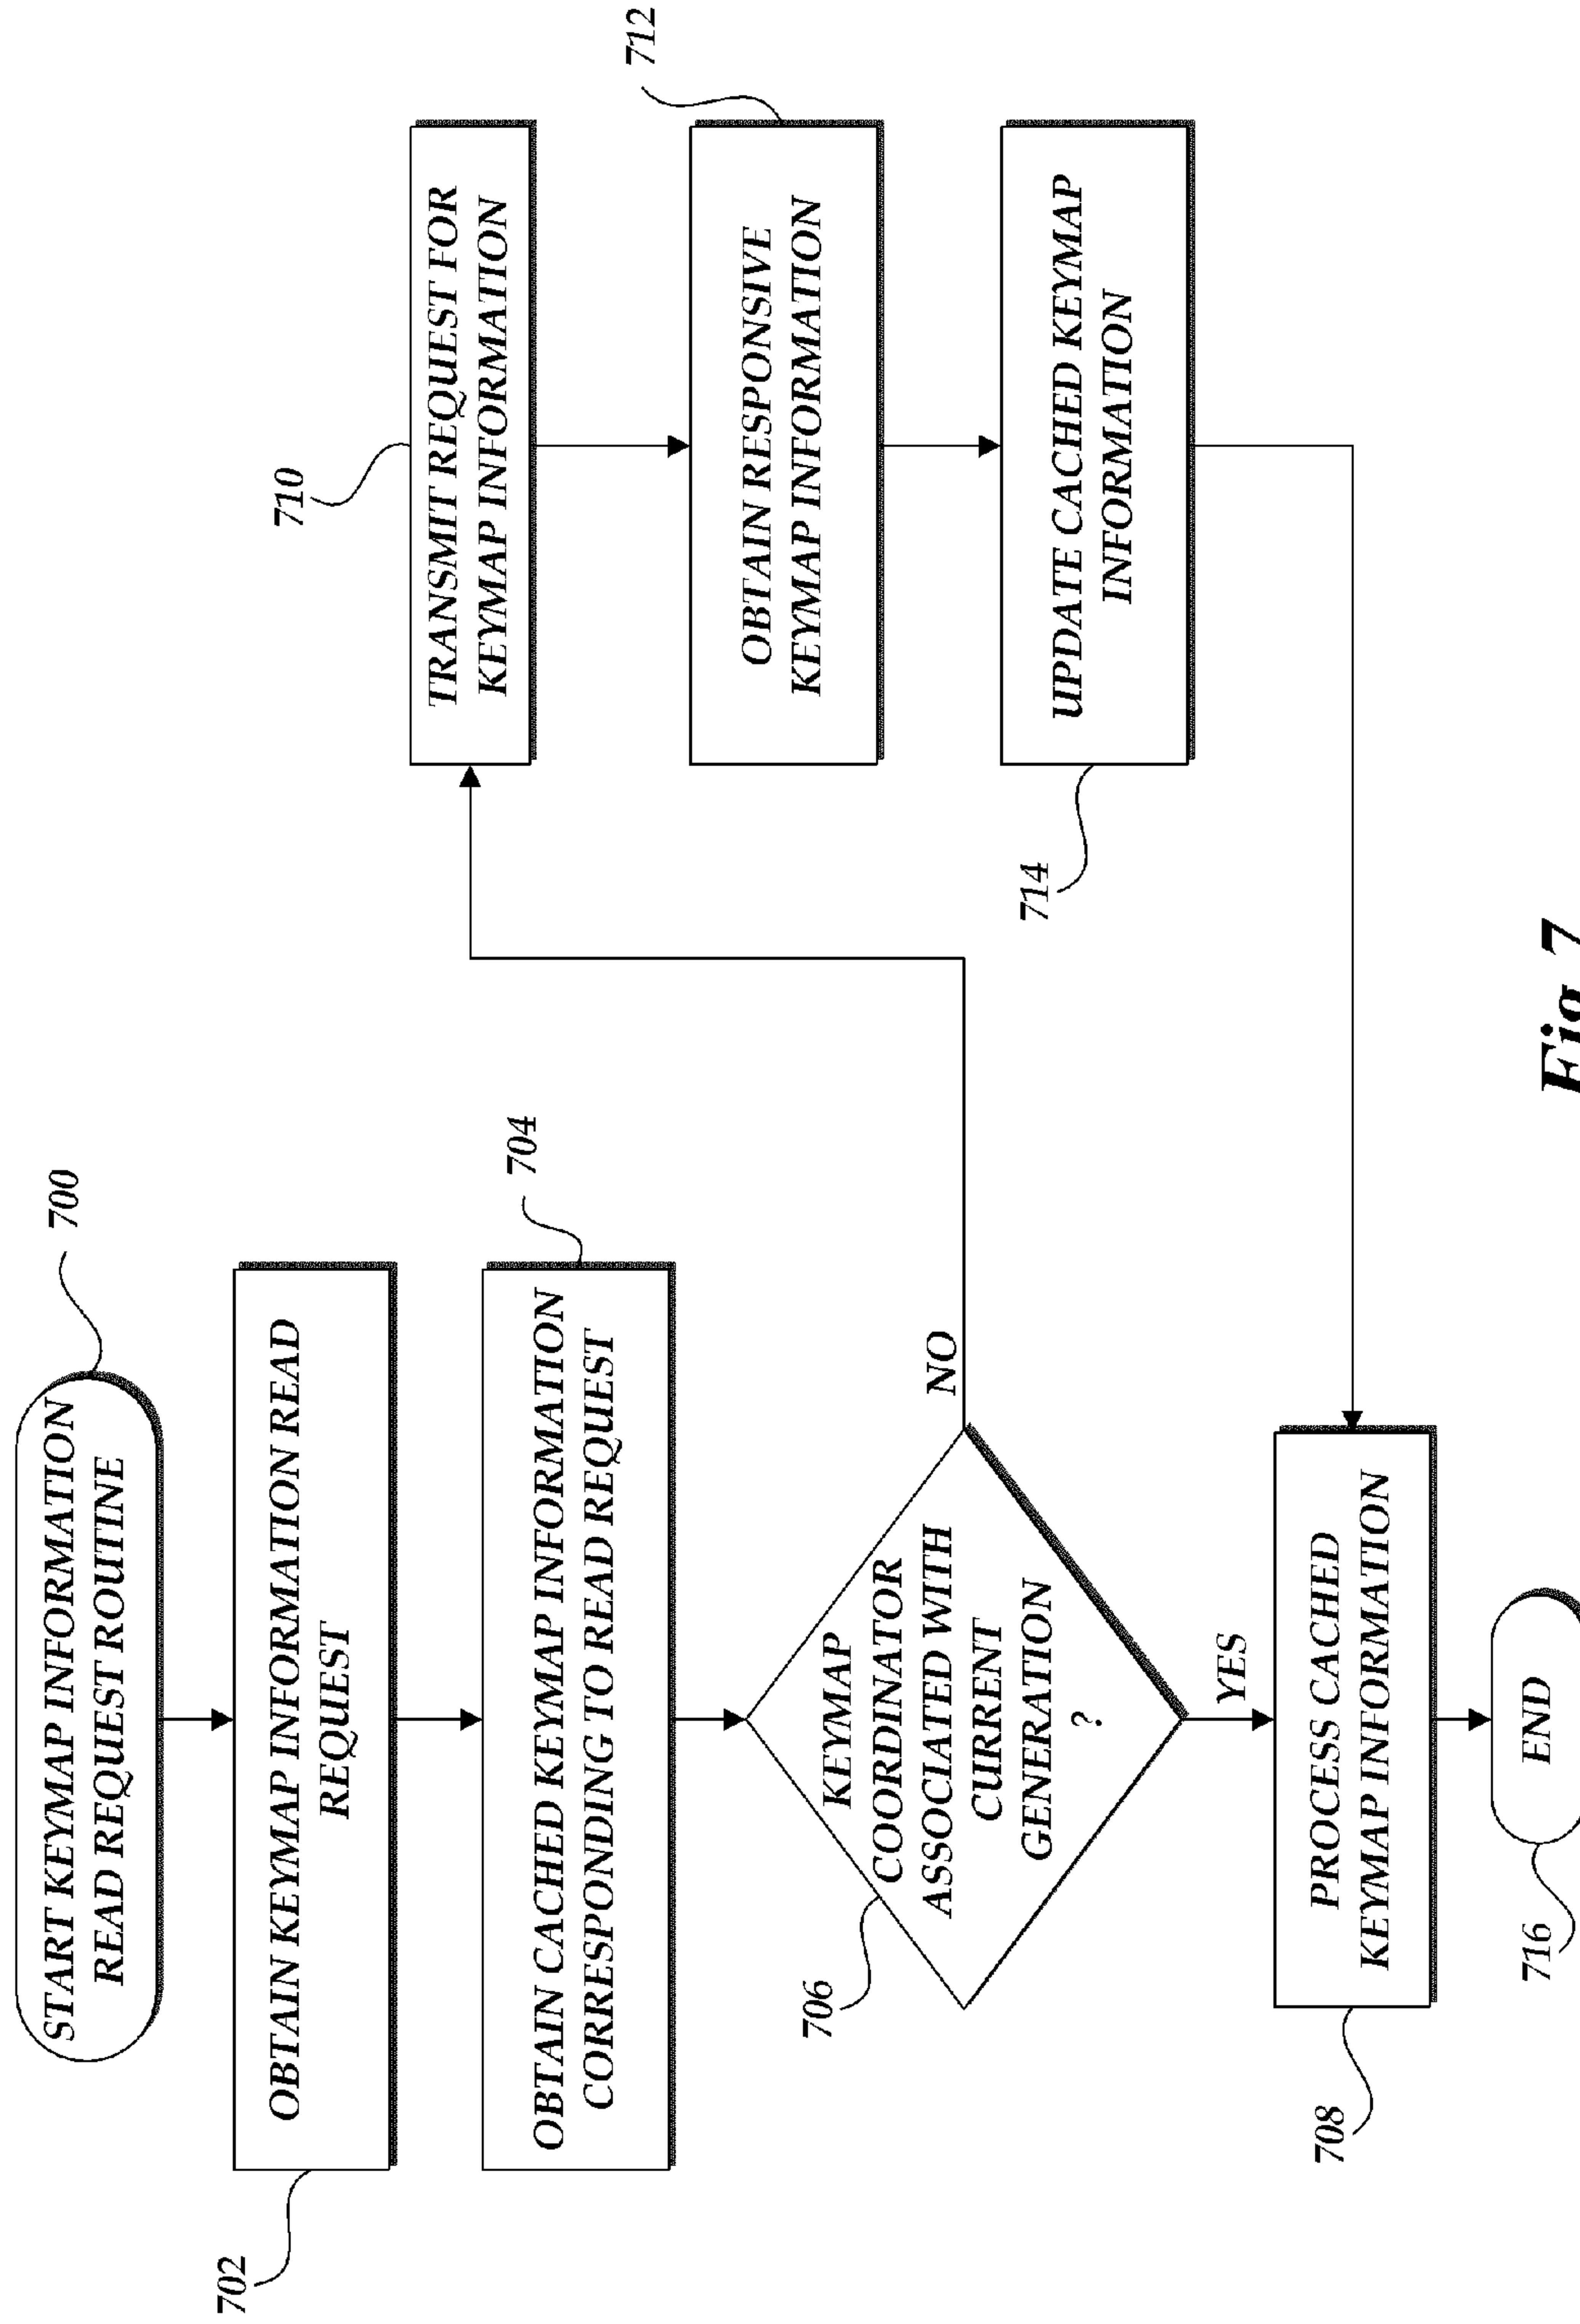 START KEYMAP INFORMATION
READ REQUEST ROUTINE
700
OBTAIN KEYMAP INFORMATION READ
REQUEST
702
OBTAIN CACHED KEYMAP INFORMATION
CORRESPONDING TO READ REQUEST
704
KEYMAP
COORDINATOR
ASSOCIATED WITH
CURRENT
GENERATION
?
706
NO
YES
PROCESS CACHED
KEYMAP INFORMATION
708
END
716
710
TRANSMIT REQUEST FOR
KEYMAP INFORMATION
712
OBTAIN RESPONSIVE
KEYMAP INFORMATION
UPDATE CACHED KEYMAP
INFORMATION
714
Fig.7